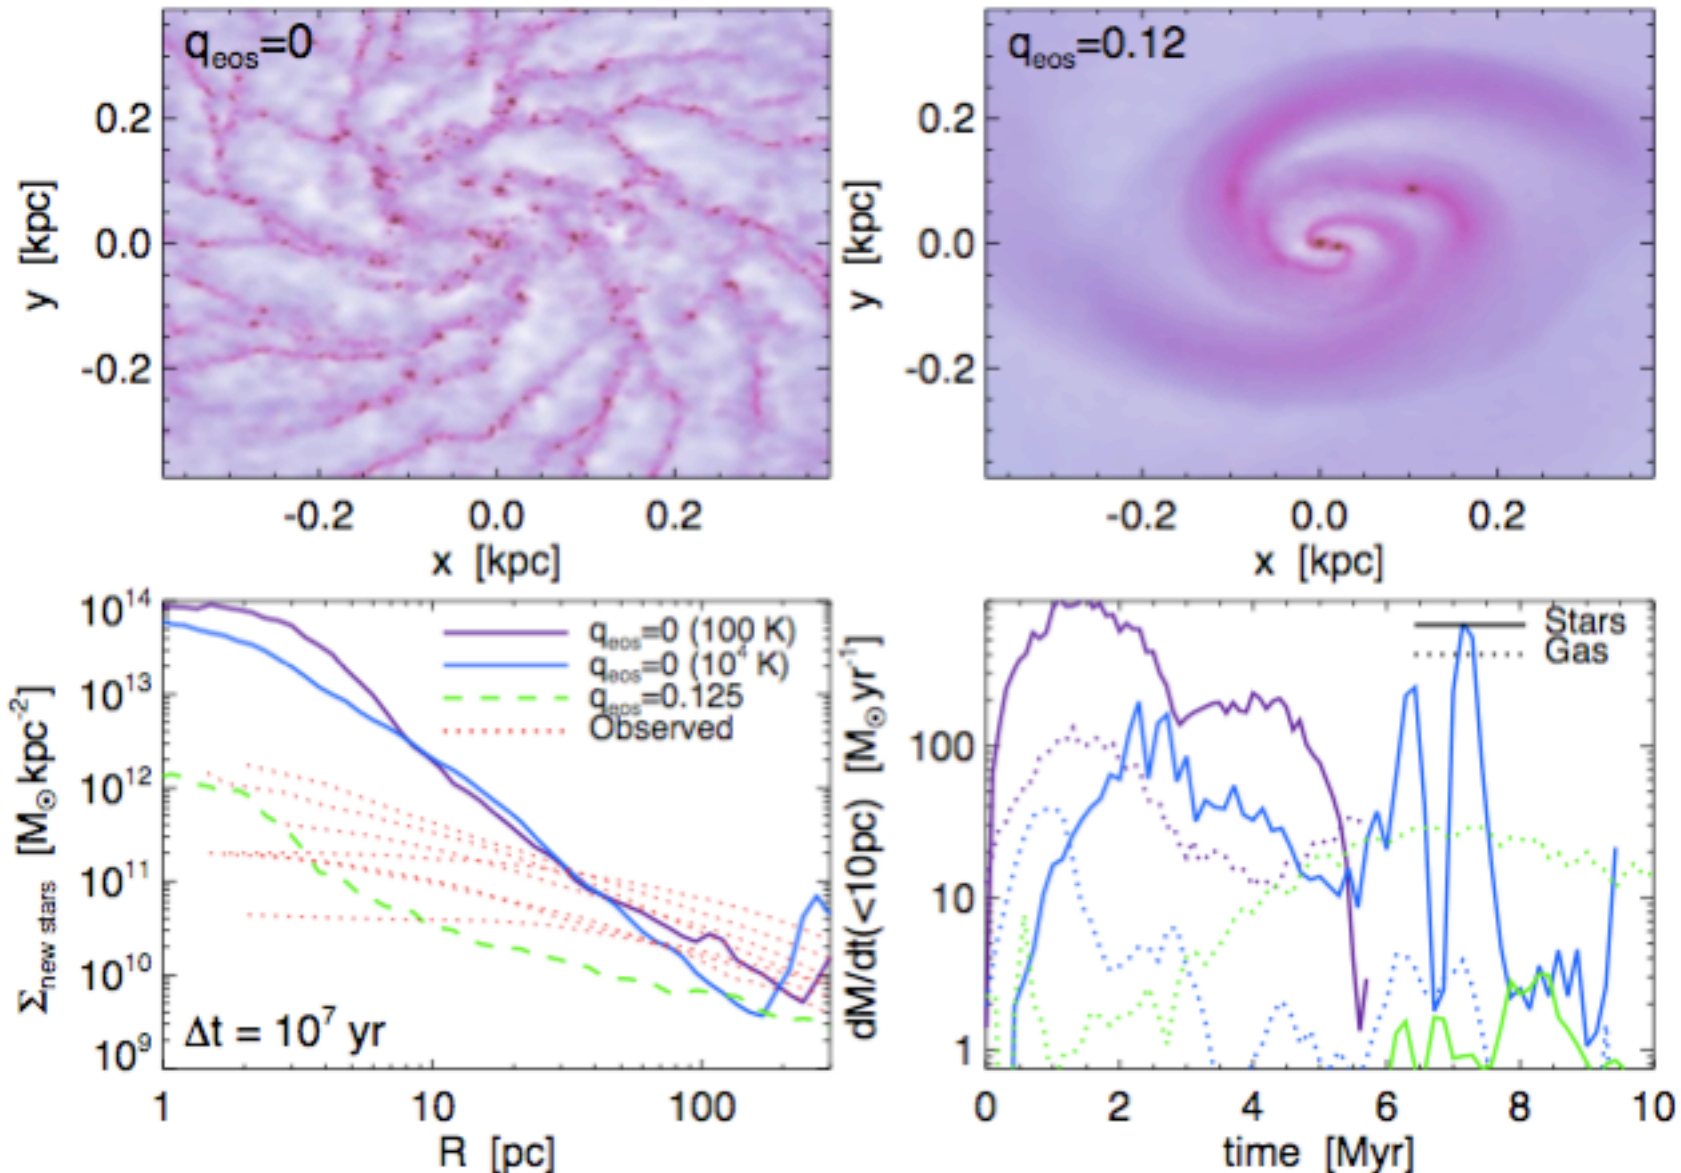 q_eos=0
0.2
0.0
-0.2
y [kpc]
-0.2 0.0 0.2
x [kpc]
q_eos=0.12
0.2
0.0
-0.2
y [kpc]
-0.2 0.0 0.2
x [kpc]
10^14
10^13
10^12
10^11
10^10
10^9
Σ_new stars [M_⊙ kpc^-2]
q_eos=0 (100 K)
q_eos=0 (10^4 K)
q_eos=0.125
Observed
Δt = 10^7 yr
1 10 100
R [pc]
100
10
1
dM/dt(<10pc) [M_⊙ yr^-1]
Stars
Gas
0 2 4 6 8 10
time [Myr]